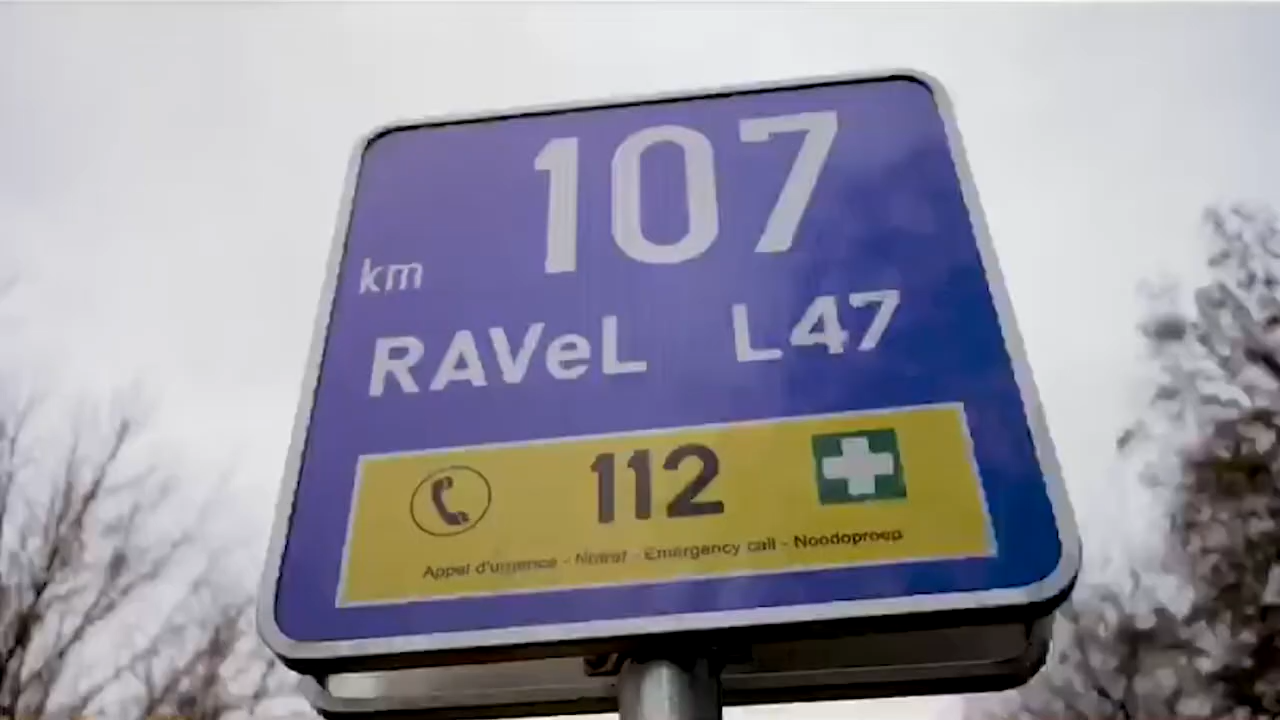 107
km
RAVeL L47
112
Appel d'urgence - Notruf - Emergency call - Noodoproep